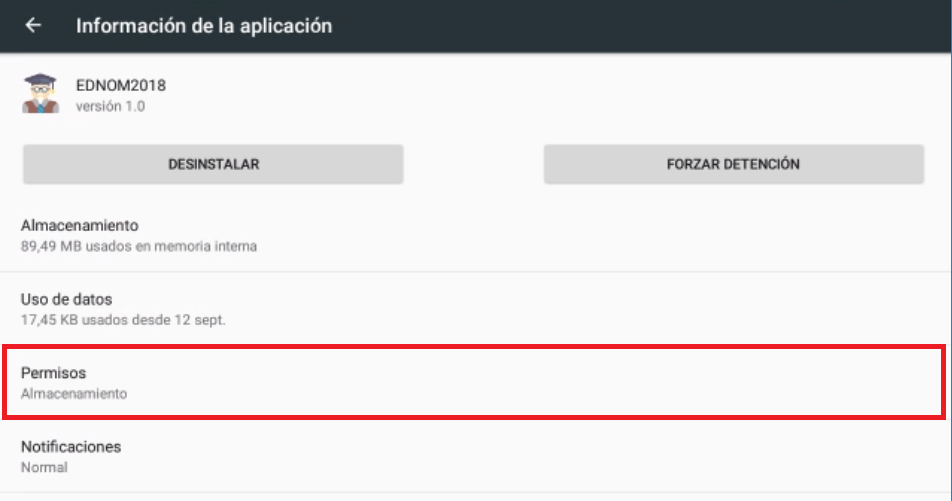 Información de la aplicación
EDNOM2018
versión 1.0
DESINSTALAR
FORZAR DETENCIÓN
Almacenamiento
89,49 MB usados en memoria interna
Uso de datos
17,45 KB usados desde 12 sept.
Permisos
Almacenamiento
Notificaciones
Normal